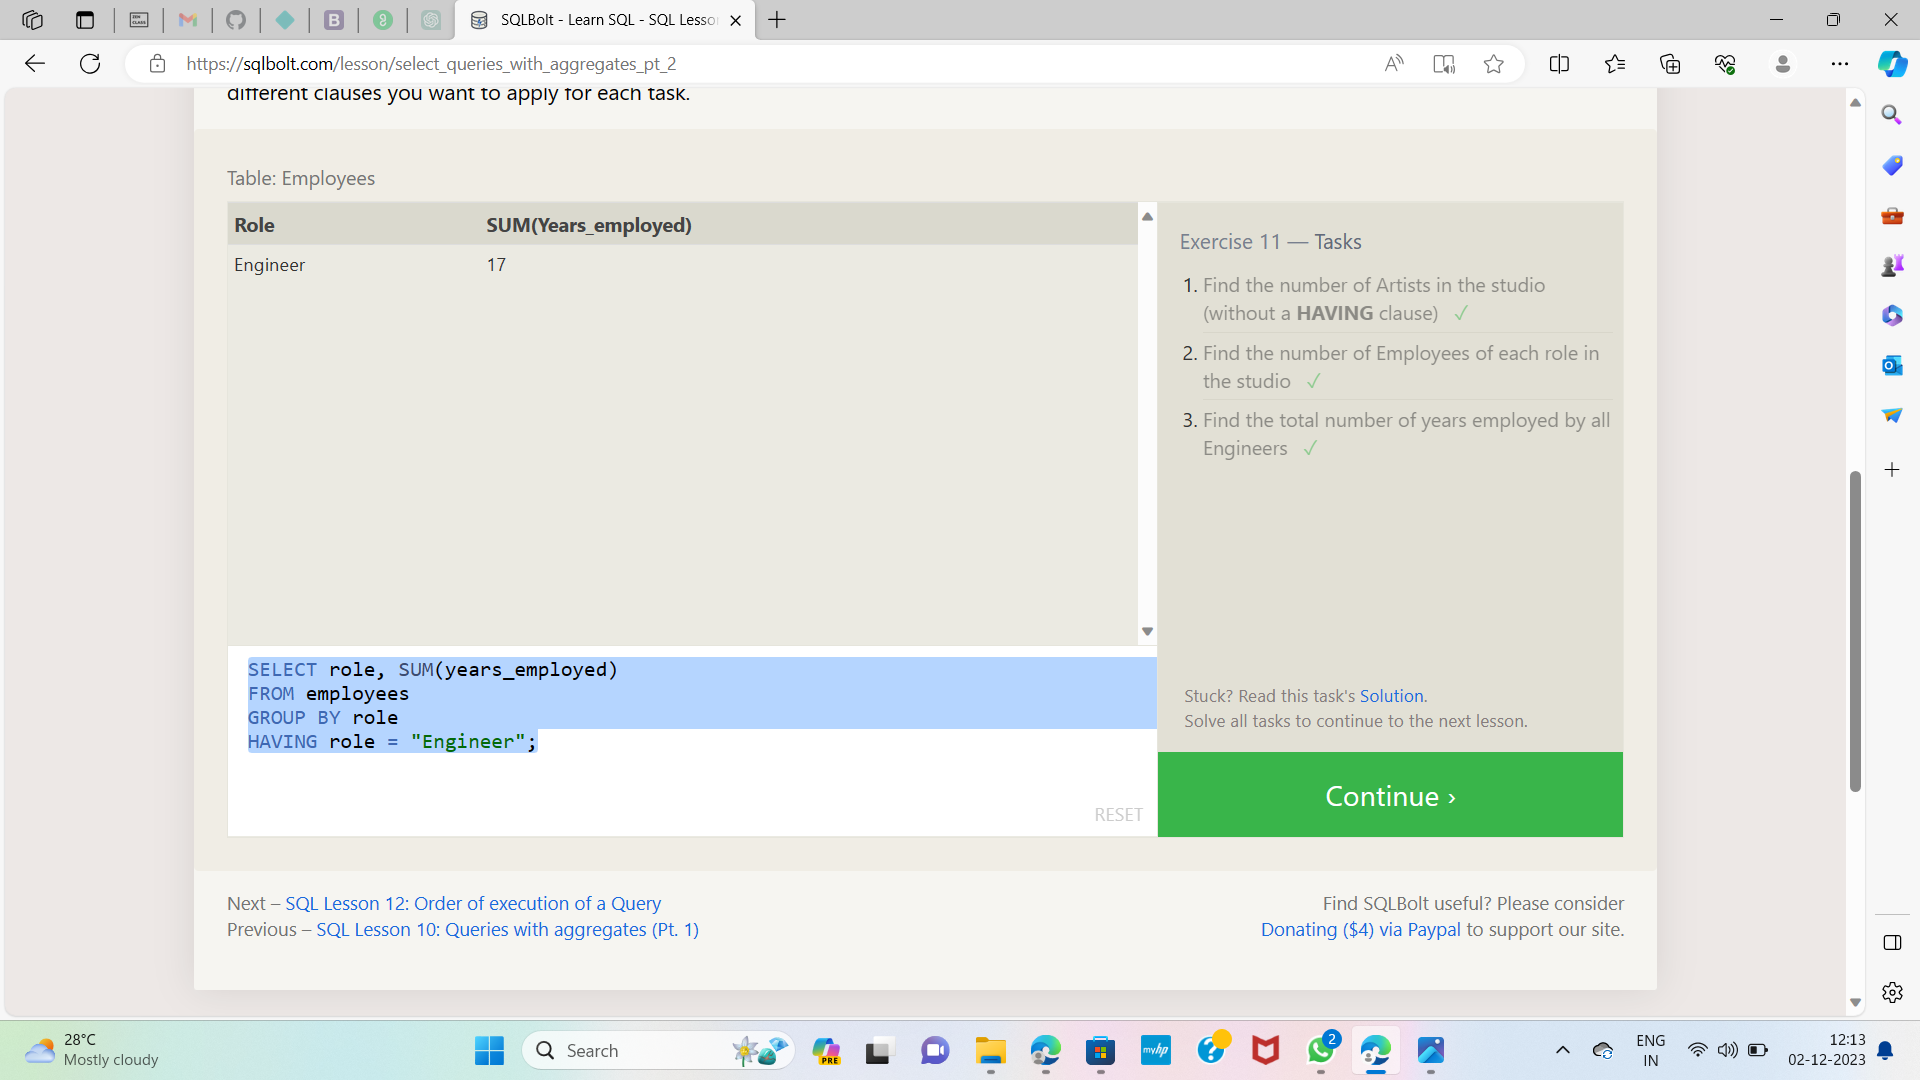 SQLBolt - Learn SQL - SQL Lesso
https://sqlbolt.com/lesson/select_queries_with_aggregates_pt_2
different clauses you want to apply for each task.
Table: Employees
Role SUM(Years_employed)
Engineer 17
Exercise 11 — Tasks
1. Find the number of Artists in the studio
(without a HAVING clause) ✓
2. Find the number of Employees of each role in
the studio ✓
3. Find the total number of years employed by all
Engineers ✓
SELECT role, SUM(years_employed)
FROM employees
GROUP BY role
HAVING role = "Engineer";
RESET
Stuck? Read this task's Solution.
Solve all tasks to continue to the next lesson.
Continue ›
Next – SQL Lesson 12: Order of execution of a Query
Previous – SQL Lesson 10: Queries with aggregates (Pt. 1)
Find SQLBolt useful? Please consider
Donating ($4) via Paypal to support our site.
28°C
Mostly cloudy
Search
PRE
myhp
2
ENG
IN
12:13
02-12-2023